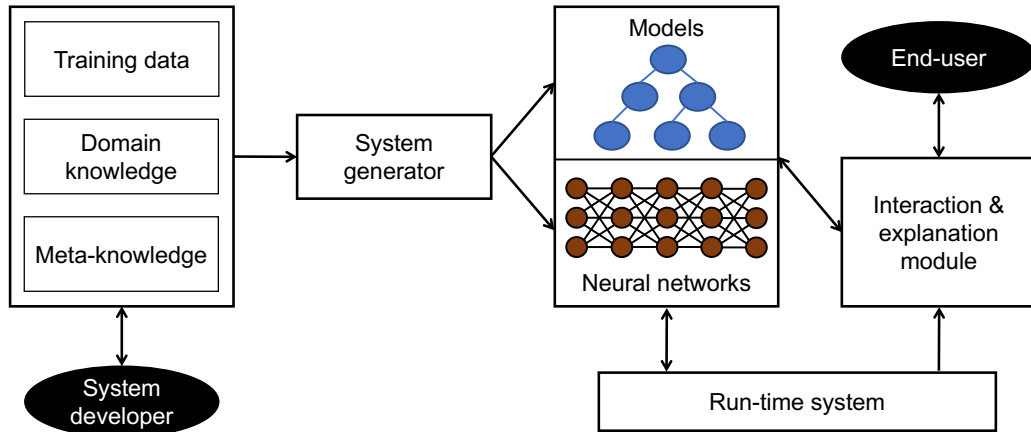 Training data
Domain
knowledge
Meta-knowledge
System
developer
System
generator
Models
Neural networks
End-user
Interaction &
explanation
module
Run-time system